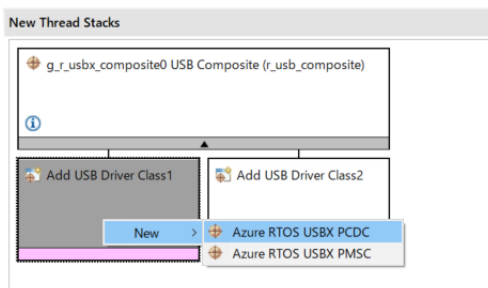 New Thread Stacks
g_r_usbx_composite0 USB Composite (r_usb_composite)
Add USB Driver Class1
Add USB Driver Class2
New
Azure RTOS USBX PCDC
Azure RTOS USBX PMSC